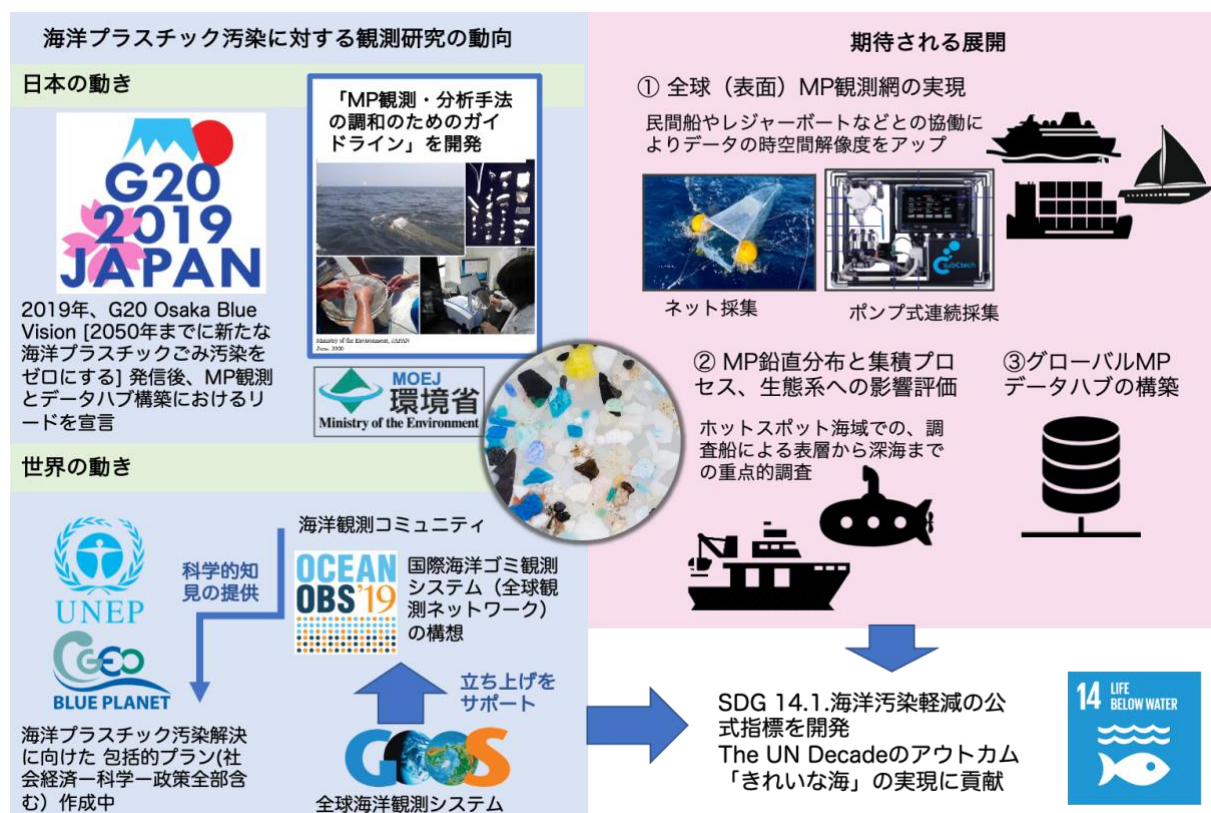 海洋プラスチック汚染に対する観測研究の動向
日本の動き
G20
2019
JAPAN
2019年、G20 Osaka Blue
Vision [2050年までに新たな
海洋プラスチックごみ汚染を
ゼロにする] 発信後、MP観測
とデータハブ構築におけるリ
ードを宣言
「MP観測・分析手法
の調和のためのガイ
ドライン」を開発
Ministry of the Environment, JAPAN
June, 2020
MOEJ
環境省
Ministry of the Environment
世界の動き
UNEP
GEO
BLUE PLANET
科学的知
見の提供
海洋プラスチック汚染解決
に向けた 包括的プラン(社
会経済ー科学ー政策全部含
む）作成中
海洋観測コミュニティ
OCEAN
OBS'19
国際海洋ゴミ観測
システム（全球観
測ネットワーク）
の構想
立ち上げを
サポート
GOOS
全球海洋観測システム
期待される展開
① 全球（表面）MP観測網の実現
民間船やレジャーボートなどとの協働に
よりデータの時空間解像度をアップ
SubCtech
ネット採集
ポンプ式連続採集
② MP鉛直分布と集積プロ
セス、生態系への影響評価
ホットスポット海域での、調
査船による表層から深海まで
の重点的調査
③グローバルMP
データハブの構築
SDG 14.1.海洋汚染軽減の公
式指標を開発
The UN Decadeのアウトカム
「きれいな海」の実現に貢献
14 LIFE
BELOW WATER